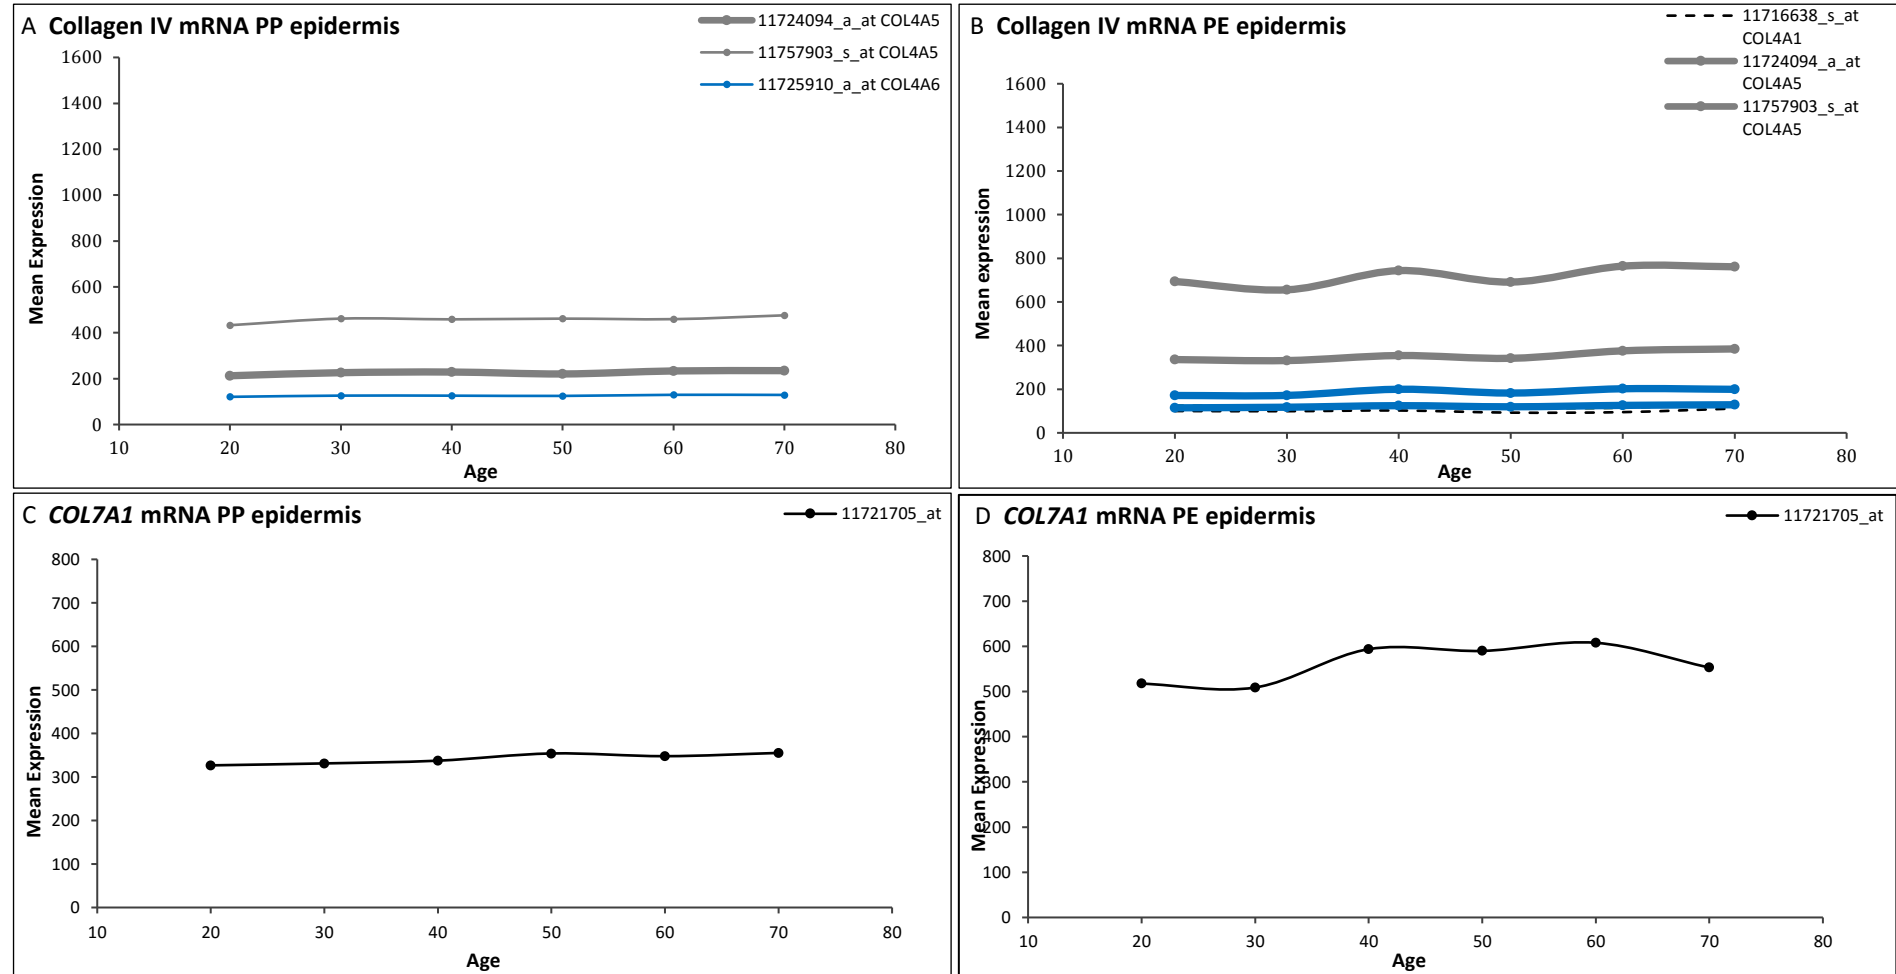 A Collagen IV mRNA PP epidermis
11724094_a_at COL4A5
11757903_s_at COL4A5
11725910_a_at COL4A6
1600
1400
1200
1000
800
600
400
200
0
10 20 30 40 50 60 70 80
Mean Expression
Age
B Collagen IV mRNA PE epidermis
11716638_s_at
COL4A1
11724094_a_at
COL4A5
11757903_s_at
COL4A5
1600
1400
1200
1000
800
600
400
200
0
10 20 30 40 50 60 70 80
Mean expression
Age
C COL7A1 mRNA PP epidermis
11721705_at
800
700
600
500
400
300
200
100
0
10 20 30 40 50 60 70 80
Mean Expression
Age
D COL7A1 mRNA PE epidermis
11721705_at
800
700
600
500
400
300
200
100
0
10 20 30 40 50 60 70 80
Mean Expression
Age